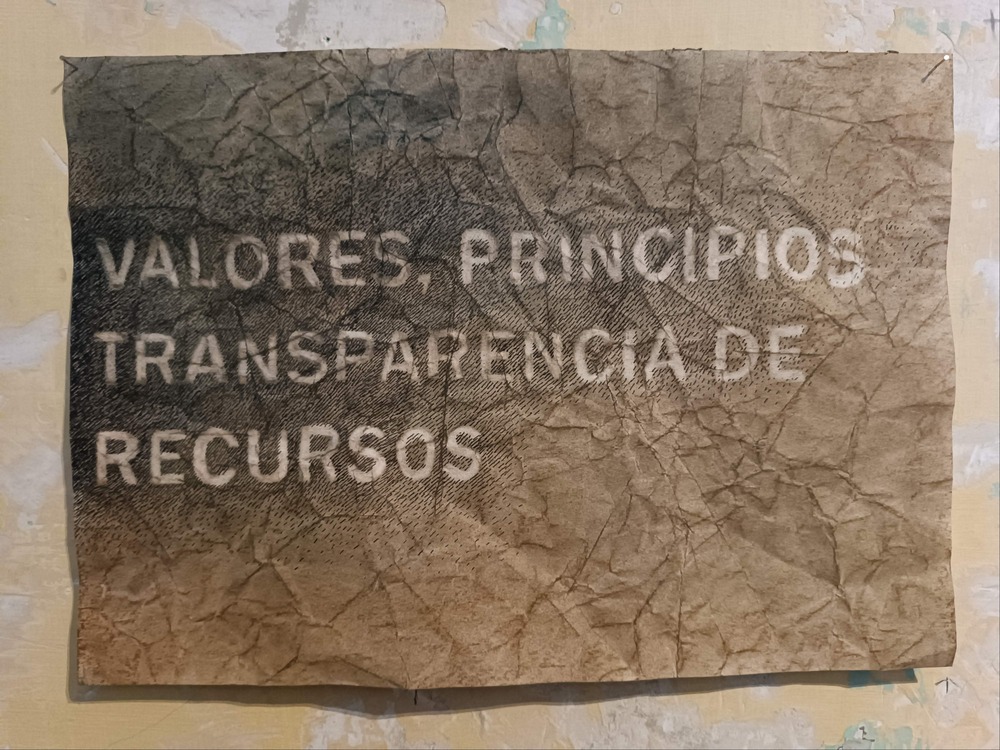 VALORES, PRINCIPIOS
TRANSPARENCIA DE
RECURSOS